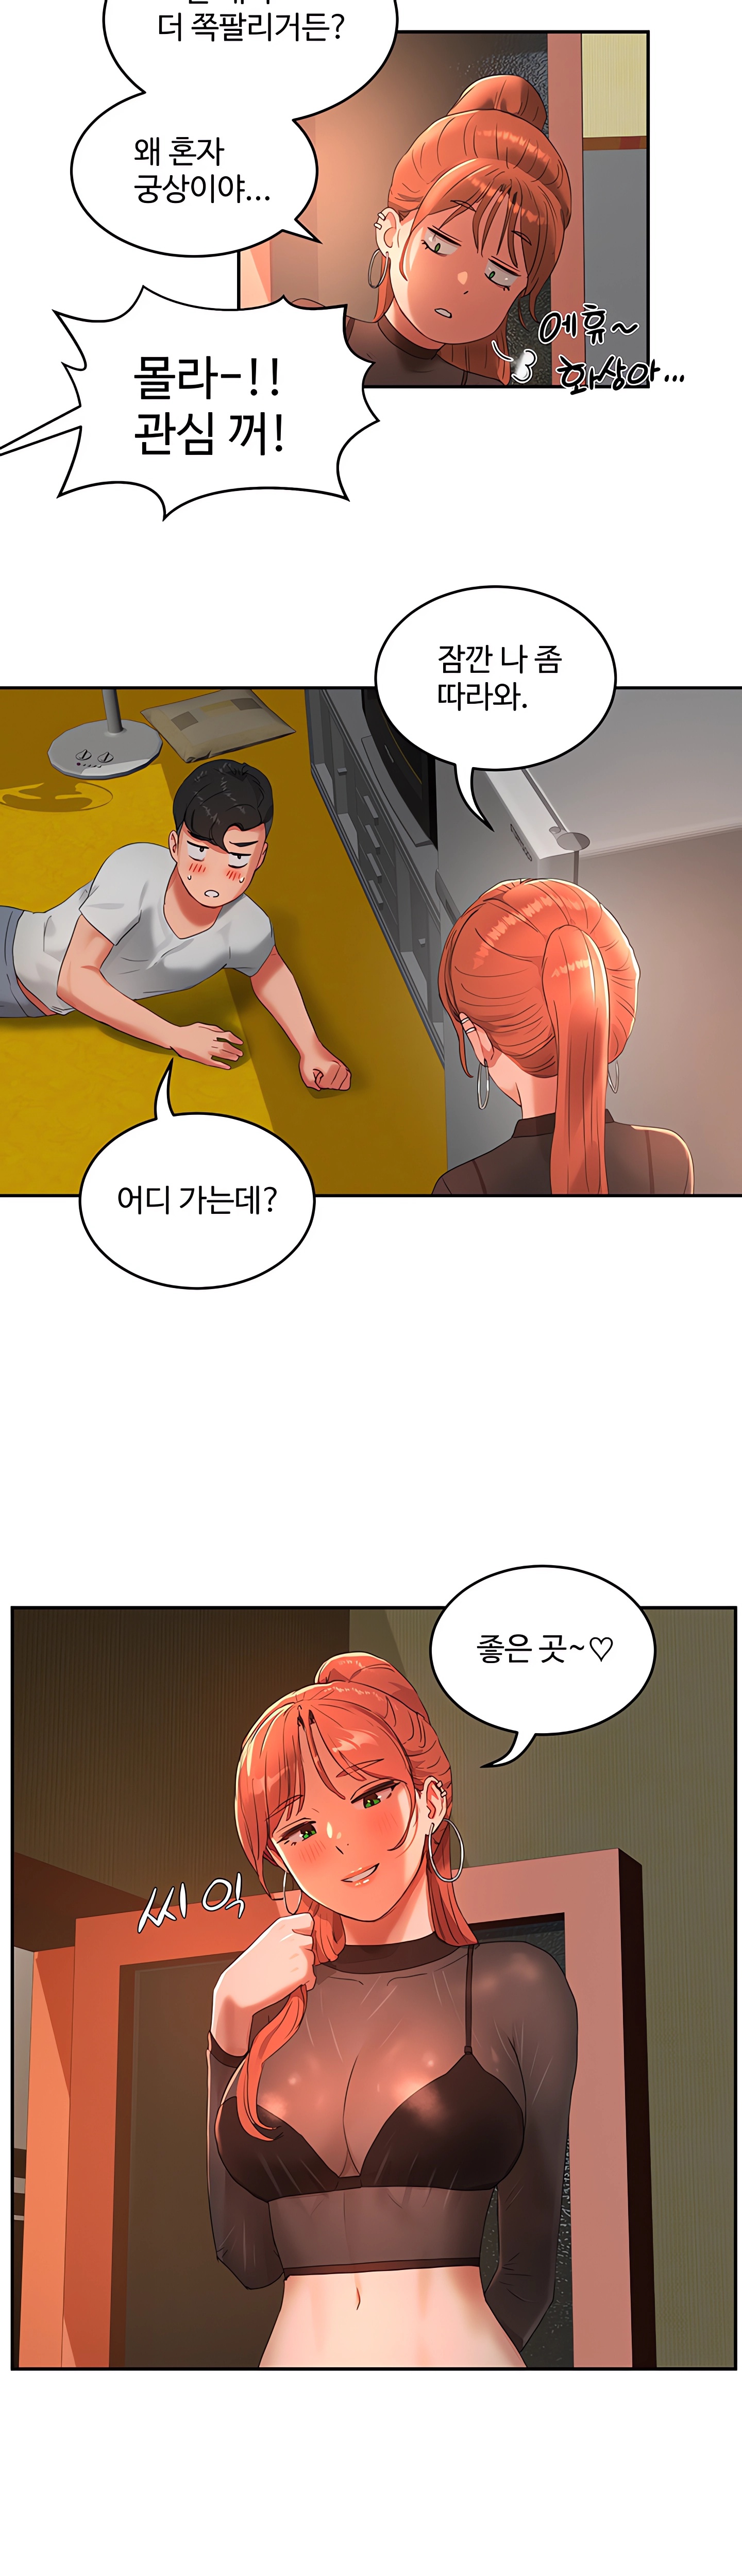 더 쪽팔리거든?
왜 혼자
궁상이야...
에휴~
화상아...
몰라-!!
관심 꺼!
잠깐 나 좀
따라와.
어디 가는데?
좋은 곳~♡
씨익